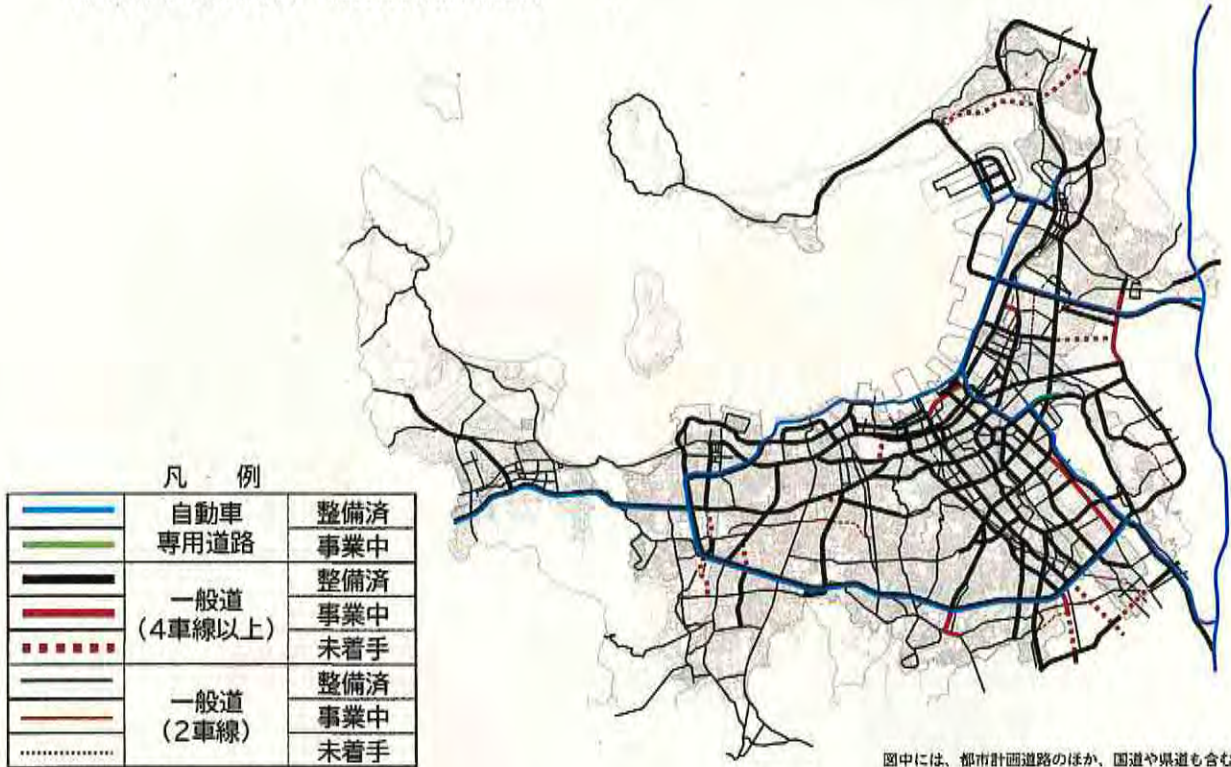 凡 例
自動車
専用道路
整備済
事業中
一般道
(4車線以上)
整備済
事業中
未着手
一般道
(2車線)
整備済
事業中
未着手
図中には、都市計画道路のほか、国道や県道も含む